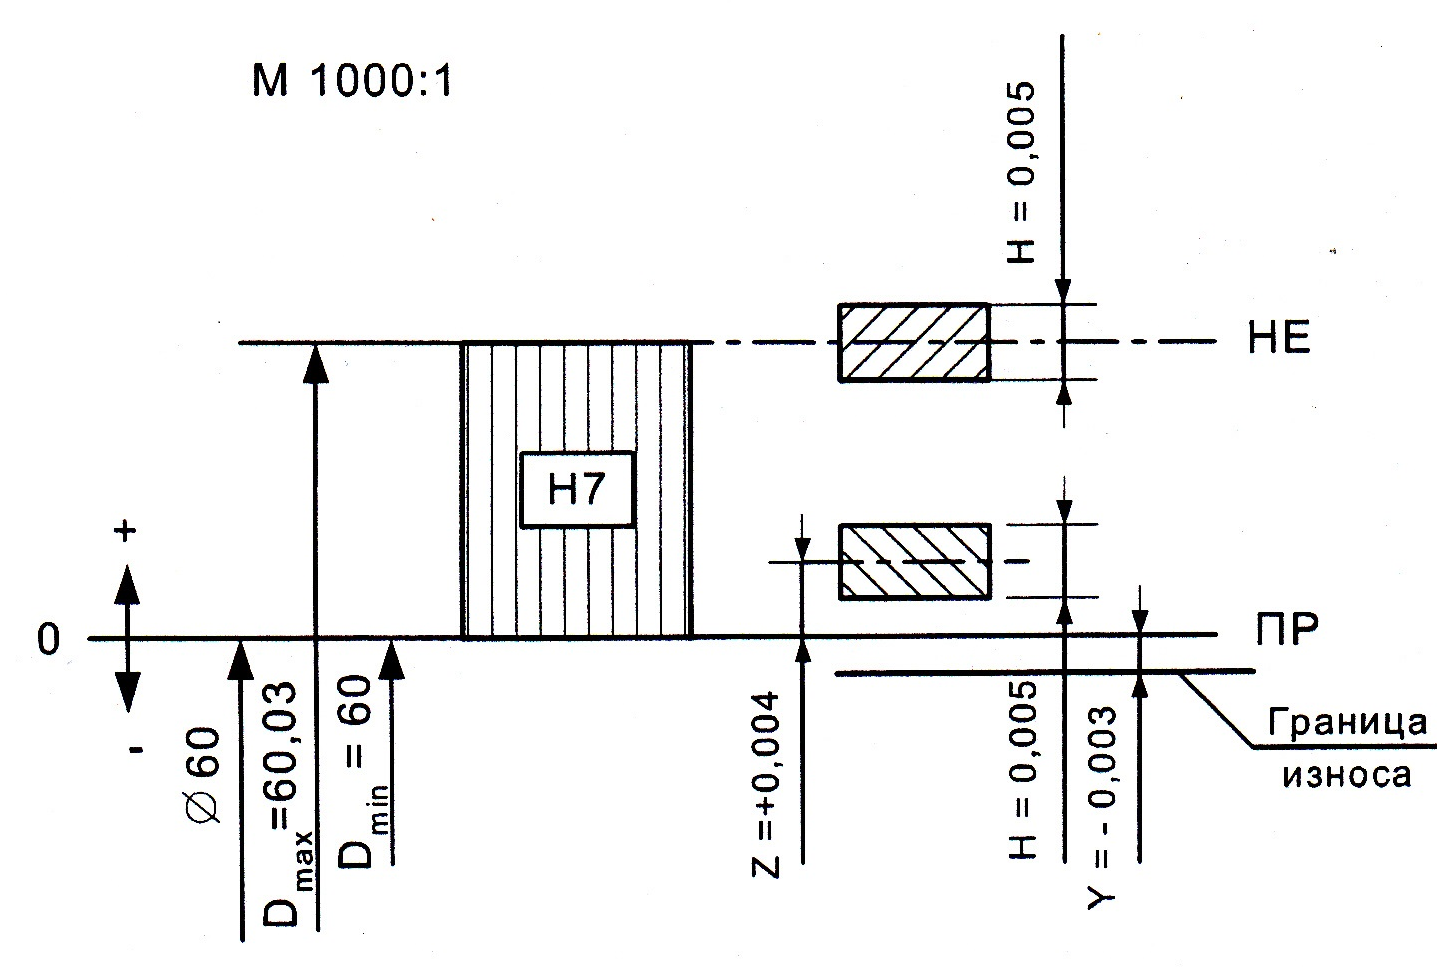 М 1000:1
Н = 0,005
НЕ
Н7
+
0
-
ПР
Ø 60
Dmax=60,03
Dmin = 60
Z =+0,004
Н = 0,005
Y = - 0,003
Граница
износа